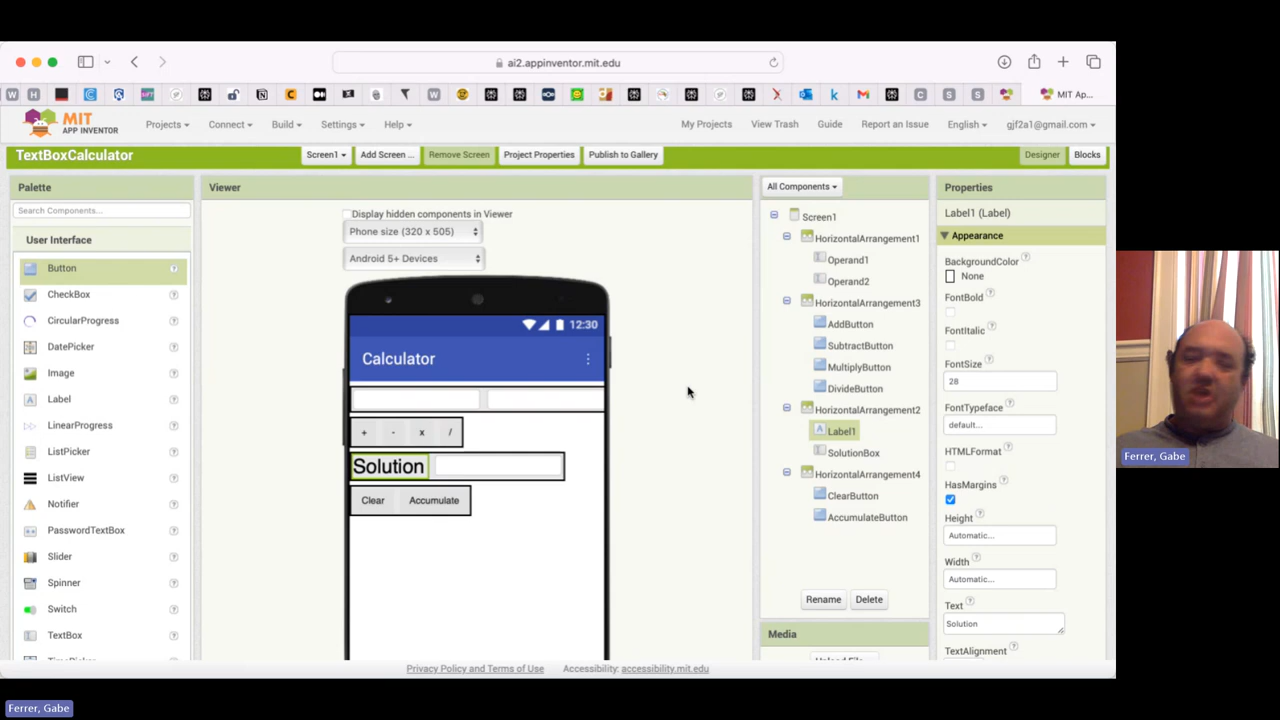 ai2.appinventor.mit.edu
MIT Ap...
MIT
APP INVENTOR
Projects
Connect
Build
Settings
Help
My Projects
View Trash
Guide
Report an Issue
English
gjf2a1@gmail.com
TextBoxCalculator
Screen1
Add Screen ...
Remove Screen
Project Properties
Publish to Gallery
Designer
Blocks
Palette
Search Components...
User Interface
Button
CheckBox
CircularProgress
DatePicker
Image
Label
LinearProgress
ListPicker
ListView
Notifier
PasswordTextBox
Slider
Spinner
Switch
TextBox
Viewer
Display hidden components in Viewer
Phone size (320 x 505)
Android 5+ Devices
12:30
Calculator
+ - x /
Solution
Clear Accumulate
All Components
Screen1
HorizontalArrangement1
Operand1
Operand2
HorizontalArrangement3
AddButton
SubtractButton
MultiplyButton
DivideButton
HorizontalArrangement2
Label1
SolutionBox
HorizontalArrangement4
ClearButton
AccumulateButton
Rename
Delete
Media
Properties
Label1 (Label)
Appearance
BackgroundColor
None
FontBold
FontItalic
FontSize
28
FontTypeface
default...
HTMLFormat
HasMargins
Height
Automatic...
Width
Automatic...
Text
Solution
TextAlignment
Privacy Policy and Terms of Use
Accessibility: accessibility.mit.edu
Ferrer, Gabe
Ferrer, Gabe